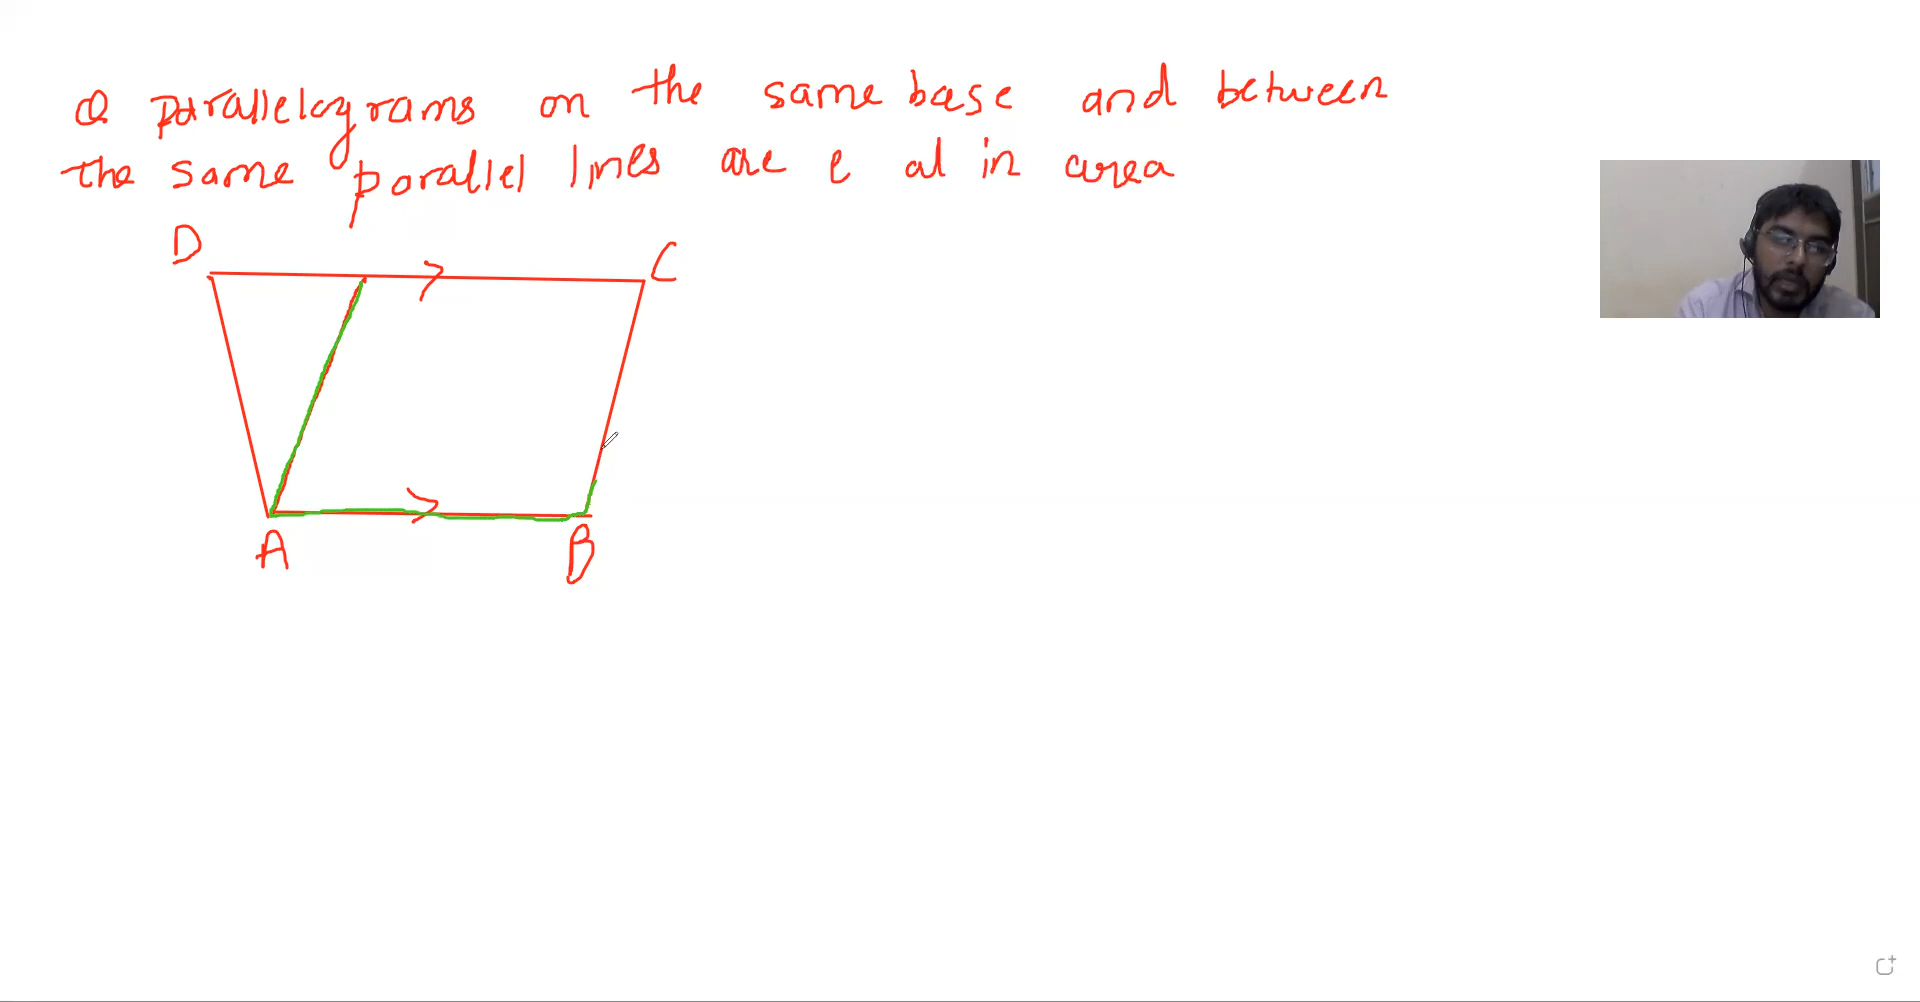 Q Parallelograms on the same base and between
the same parallel lines are e al in area
D C
A B